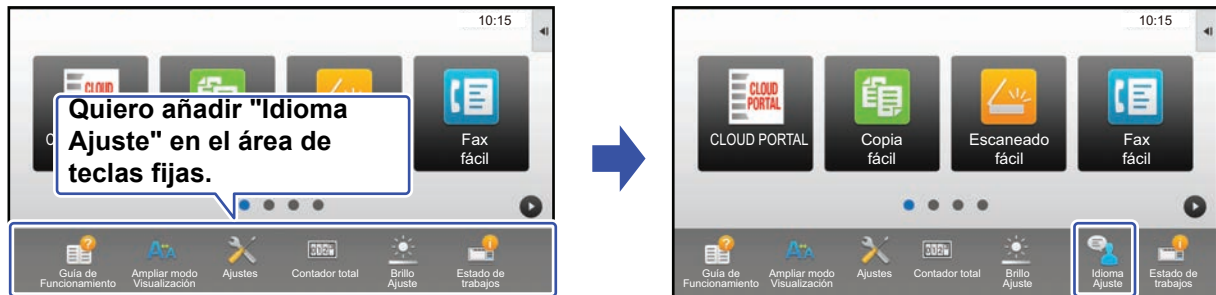 10:15
CLOUD
Quiero añadir "Idioma
Ajuste" en el área de
teclas fijas.
C
Fax
fácil
Guía de
Funcionamiento
Ampliar modo
Visualización
Ajustes
Contador total
Brillo
Ajuste
Estado de
trabajos
10:15
CLOUD
PORTAL
CLOUD PORTAL
Copia
fácil
Escaneado
fácil
Fax
fácil
Guía de
Funcionamiento
Ampliar modo
Visualización
Ajustes
Contador total
Brillo
Ajuste
Idioma
Ajuste
Estado de
trabajos